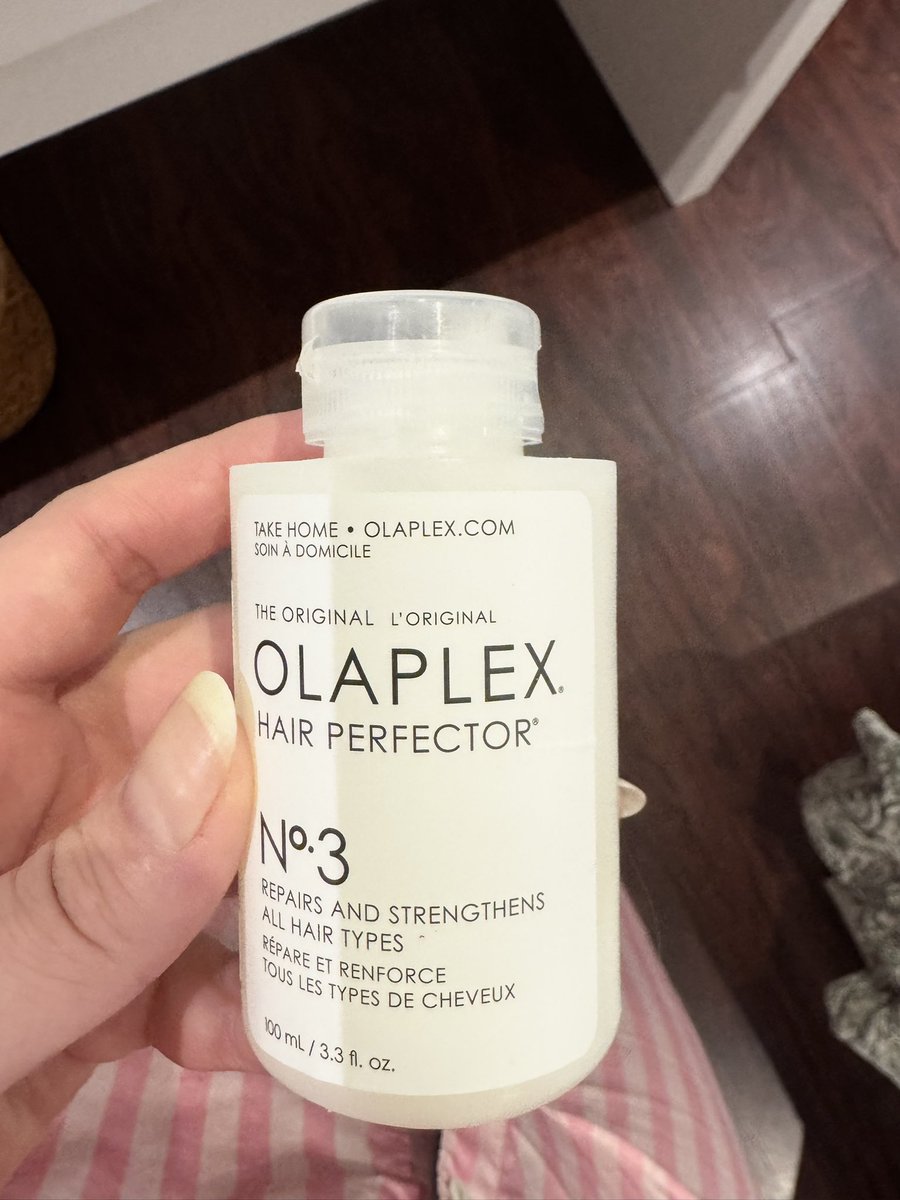 TAKE HOME • OLAPLEX.COM
SOIN À DOMICILE
THE ORIGINAL L'ORIGINAL
OLAPLEX®
HAIR PERFECTOR®
Nº.3
REPAIRS AND STRENGTHENS
ALL HAIR TYPES
RÉPARE ET RENFORCE
TOUS LES TYPES DE CHEVEUX
100 mL / 3.3 fl. oz.